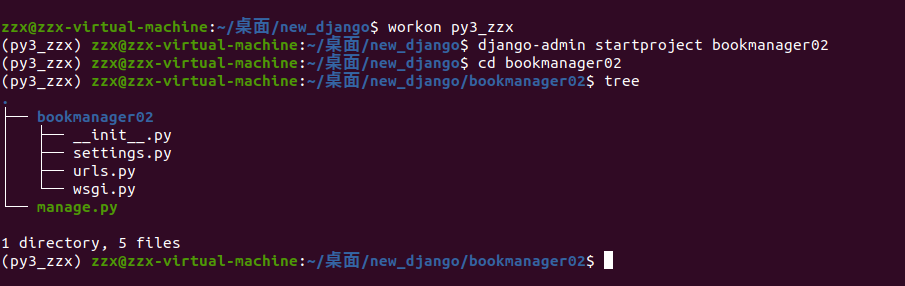 zzx@zzx-virtual-machine:~/桌面/new_django$ workon py3_zzx
(py3_zzx) zzx@zzx-virtual-machine:~/桌面/new_django$ django-admin startproject bookmanager02
(py3_zzx) zzx@zzx-virtual-machine:~/桌面/new_django$ cd bookmanager02
(py3_zzx) zzx@zzx-virtual-machine:~/桌面/new_django/bookmanager02$ tree
.
├── bookmanager02
│   ├── __init__.py
│   ├── settings.py
│   ├── urls.py
│   └── wsgi.py
└── manage.py

1 directory, 5 files
(py3_zzx) zzx@zzx-virtual-machine:~/桌面/new_django/bookmanager02$